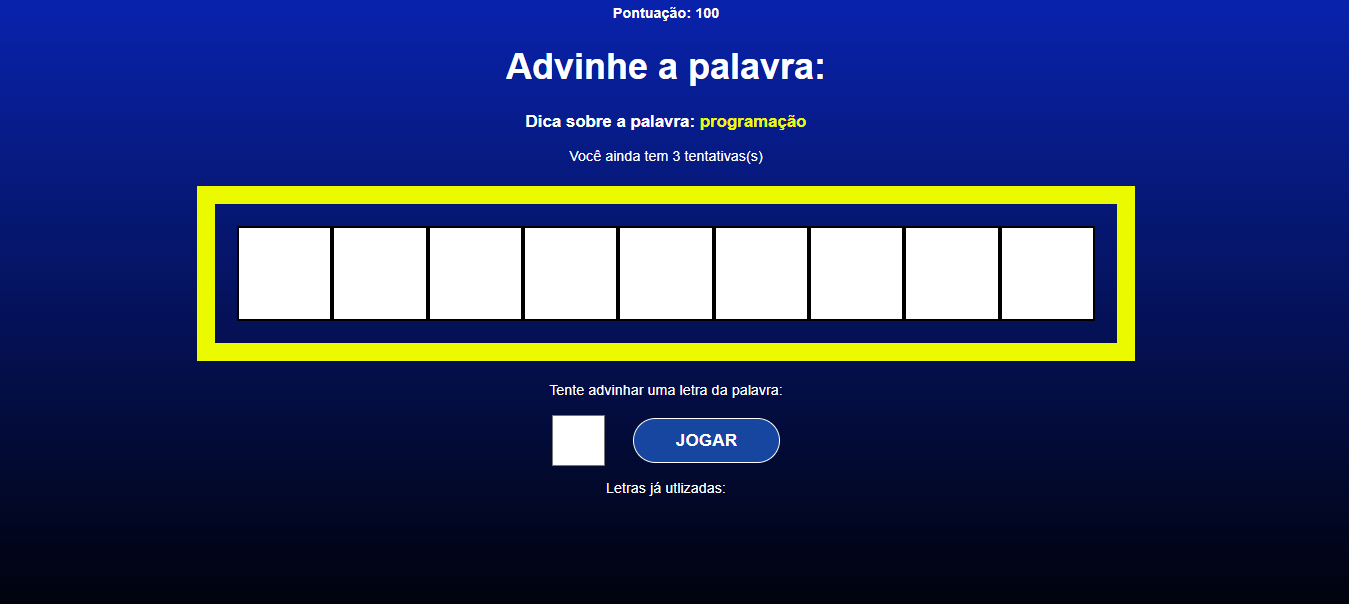 Pontuação: 100
Advinhe a palavra:
Dica sobre a palavra: programação
Você ainda tem 3 tentativas(s)
Tente advinhar uma letra da palavra:
JOGAR
Letras já utlizadas: